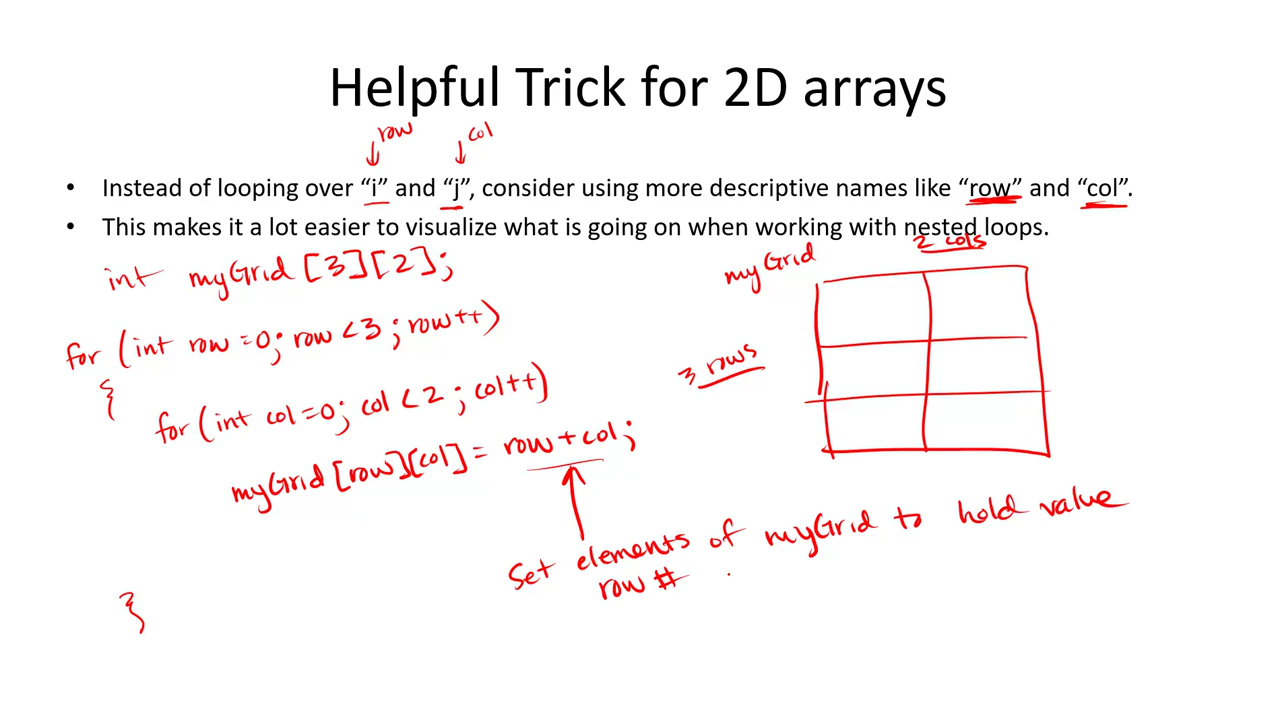 Helpful Trick for 2D arrays
row col
• Instead of looping over “i” and “j”, consider using more descriptive names like “row” and “col”.
• This makes it a lot easier to visualize what is going on when working with nested loops.
int myGrid [3][2];
for (int row=0; row<3; row++)
{
for (int col=0; col<2; col++)
myGrid[row][col] = row+col;
}
myGrid
2 cols
3 rows
Set elements of myGrid to hold value
row #